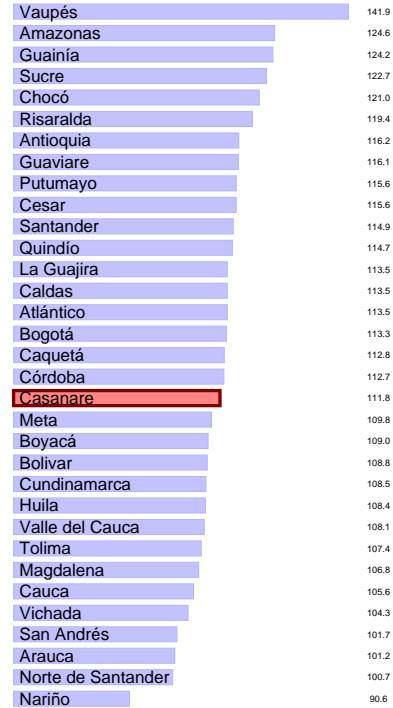 Vaupés 141.9
Amazonas 124.6
Guainía 124.2
Sucre 122.7
Chocó 121.0
Risaralda 119.4
Antioquia 116.2
Guaviare 116.1
Putumayo 115.6
Cesar 115.6
Santander 114.9
Quindío 114.7
La Guajira 113.5
Caldas 113.5
Atlántico 113.5
Bogotá 113.3
Caquetá 112.8
Córdoba 112.7
Casanare 111.8
Meta 109.8
Boyacá 109.0
Bolivar 108.8
Cundinamarca 108.5
Huila 108.4
Valle del Cauca 108.1
Tolima 107.4
Magdalena 106.8
Cauca 105.6
Vichada 104.3
San Andrés 101.7
Arauca 101.2
Norte de Santander 100.7
Nariño 90.6